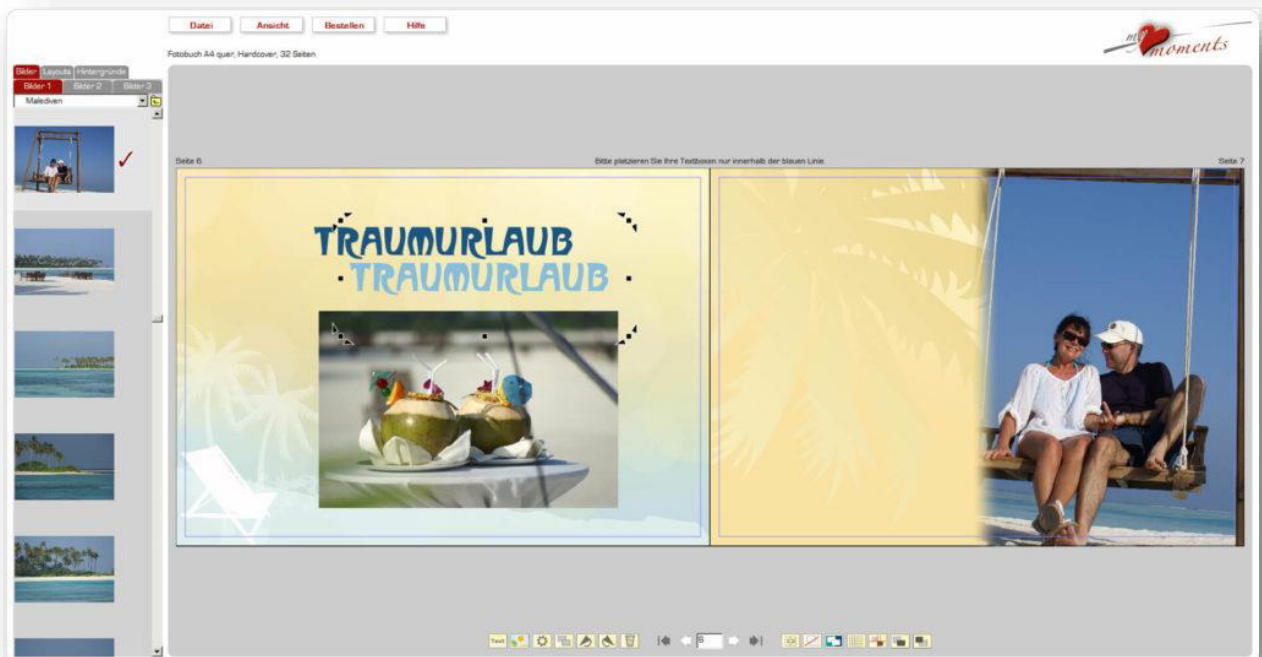 Datei Ansicht Bestellen Hilfe
my moments
Fotobuch A4 quer, Hardcover, 32 Seiten
Bilder Layouts Hintergründe
Bilder 1 Bilder 2 Bilder 3
Malediven
Seite 6 Bitte platzieren Sie Ihre Textboxen nur innerhalb der blauen Linie. Seite 7
TRAUMURLAUB
TRAUMURLAUB
Text 6